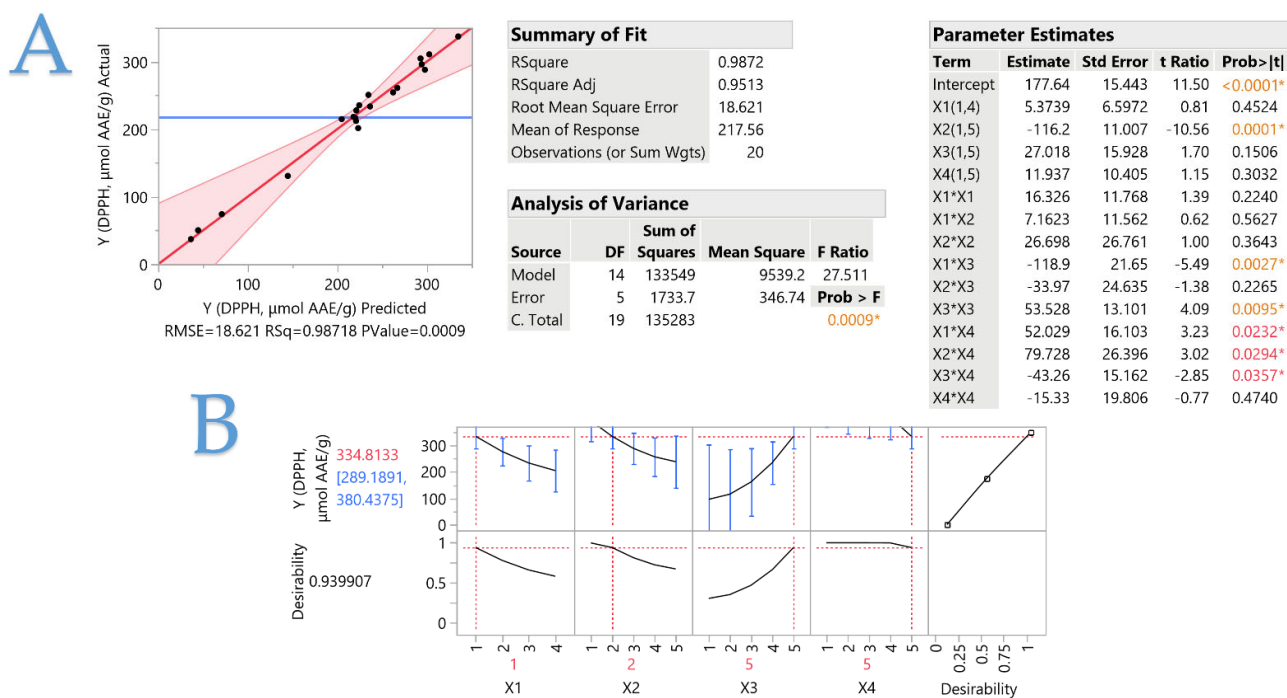 A
Y (DPPH, μmol AAE/g) Actual
300
200
100
0
0 100 200 300
Y (DPPH, μmol AAE/g) Predicted
RMSE=18.621 RSq=0.98718 PValue=0.0009
Summary of Fit
RSquare 0.9872
RSquare Adj 0.9513
Root Mean Square Error 18.621
Mean of Response 217.56
Observations (or Sum Wgts) 20
Analysis of Variance
Sum of
Source DF Squares Mean Square F Ratio
Model 14 133549 9539.2 27.511
Error 5 1733.7 346.74 Prob > F
C. Total 19 135283 0.0009*
Parameter Estimates
Term Estimate Std Error t Ratio Prob>|t|
Intercept 177.64 15.443 11.50 <0.0001*
X1(1,4) 5.3739 6.5972 0.81 0.4524
X2(1,5) -116.2 11.007 -10.56 0.0001*
X3(1,5) 27.018 15.928 1.70 0.1506
X4(1,5) 11.937 10.405 1.15 0.3032
X1*X1 16.326 11.768 1.39 0.2240
X1*X2 7.1623 11.562 0.62 0.5627
X2*X2 26.698 26.761 1.00 0.3643
X1*X3 -118.9 21.65 -5.49 0.0027*
X2*X3 -33.97 24.635 -1.38 0.2265
X3*X3 53.528 13.101 4.09 0.0095*
X1*X4 52.029 16.103 3.23 0.0232*
X2*X4 79.728 26.396 3.02 0.0294*
X3*X4 -43.26 15.162 -2.85 0.0357*
X4*X4 -15.33 19.806 -0.77 0.4740
B
Y (DPPH,
μmol AAE/g)
334.8133
[289.1891,
380.4375]
300
200
100
0
Desirability
0.939907
1
0.5
0
1 2 3 4
1 2 3 4 5
1 2 3 4 5
1 2 3 4 5
0 0.25 0.5 0.75 1
1 2 5 5
X1 X2 X3 X4 Desirability